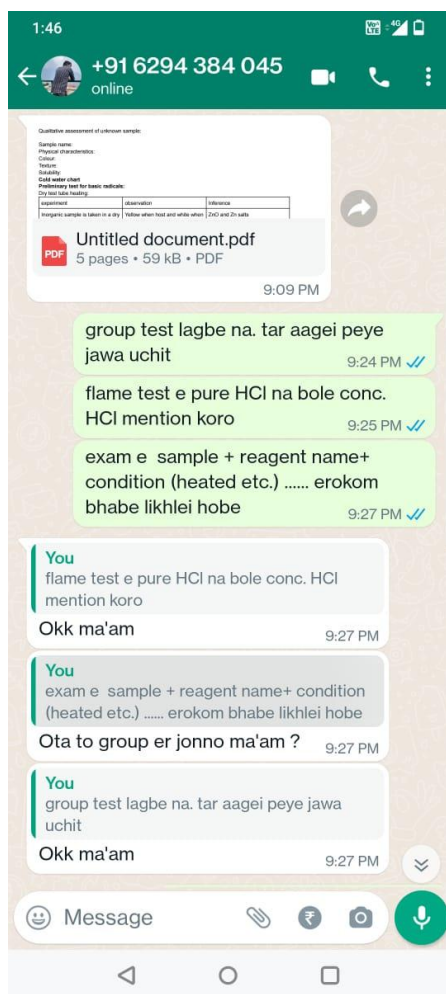 1:46
Vo)) LTE 4G
+91 6294 384 045
online
Qualitative assessment of unknown sample:
Sample name:
Physical characteristics:
Colour:
Texture:
Solubility:
Cold water chart
Preliminary test for basic radicals:
Dry test tube heating:
experiment observation Inference
Inorganic sample is taken in a dry Yellow when host and while when ZnO and Zn salts
PDF
Untitled document.pdf
5 pages • 59 kB • PDF
9:09 PM
group test lagbe na. tar aagei peye
jawa uchit
9:24 PM
flame test e pure HCl na bole conc.
HCl mention koro
9:25 PM
exam e sample + reagent name+
condition (heated etc.) ...... erokom
bhabe likhlei hobe
9:27 PM
You
flame test e pure HCl na bole conc. HCl
mention koro
Okk ma'am
9:27 PM
You
exam e sample + reagent name+ condition
(heated etc.) ...... erokom bhabe likhlei hobe
Ota to group er jonno ma'am ?
9:27 PM
You
group test lagbe na. tar aagei peye jawa
uchit
Okk ma'am
9:27 PM
Message
₹